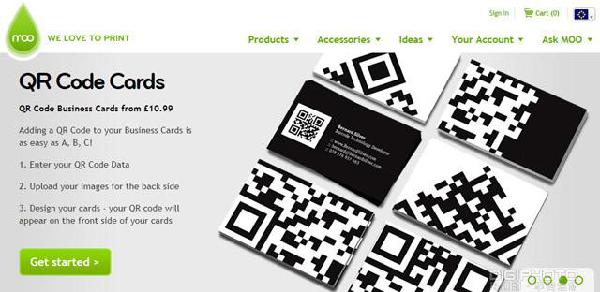 Sign In
Cart (0)
MOO
WE LOVE TO PRINT
Products
Accessories
Ideas
Your Account
Ask MOO
QR Code Cards
QR Code Business Cards from £10.99
Adding a QR Code to your Business Cards is
as easy as A, B, C!
1. Enter your QR Code Data
2. Upload your images for the back side
3. Design your cards - your QR code will
appear on the front side of your cards
Get started >